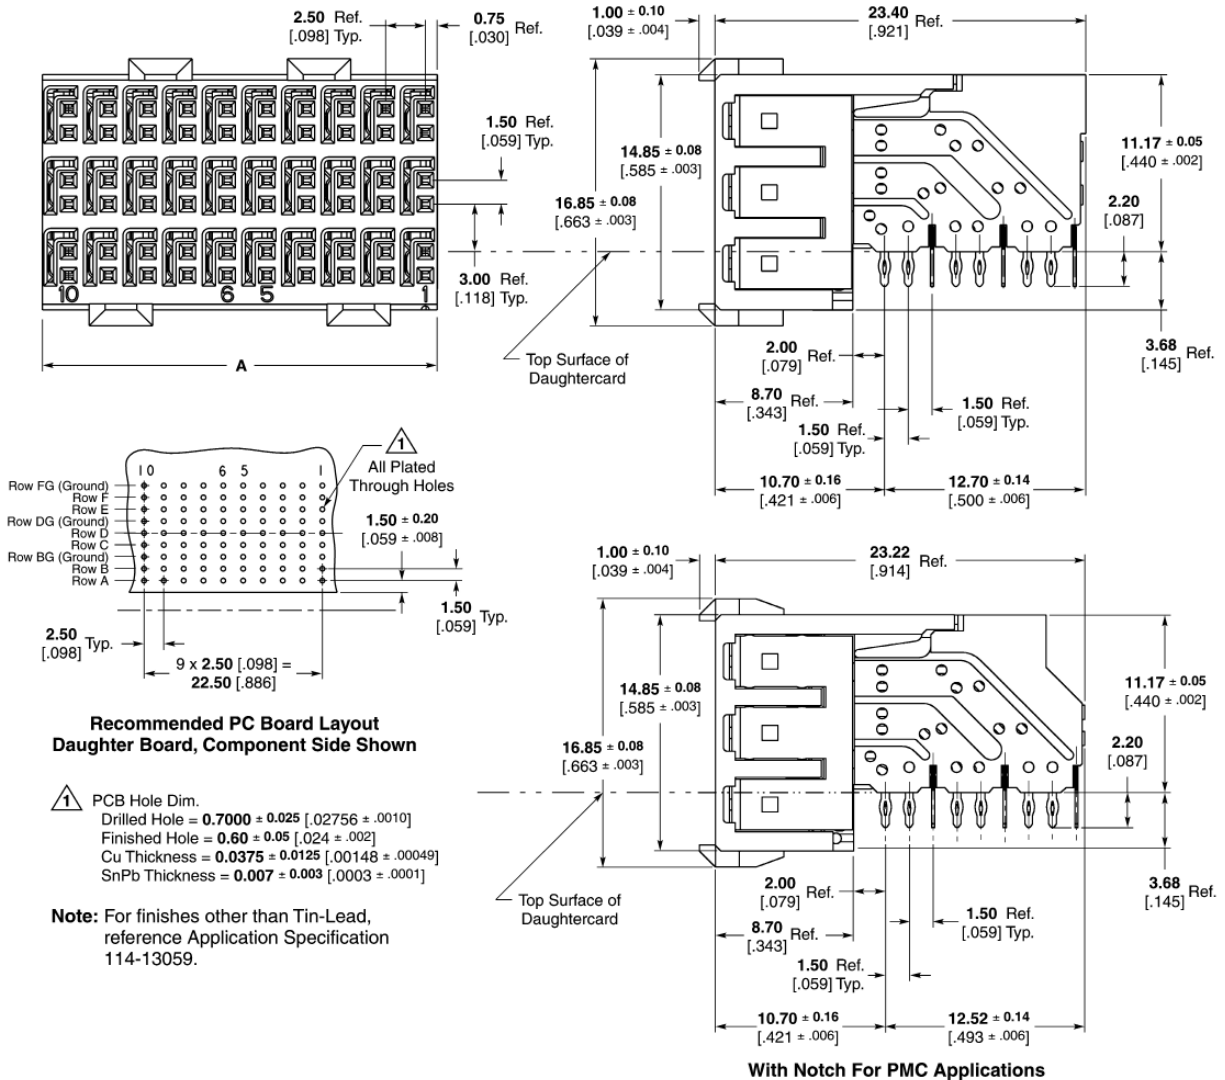 2.50 Ref.
[.098] Typ.
0.75 Ref.
[.030]
1.50 Ref.
[.059] Typ.
3.00 Ref.
[.118] Typ.
10 6 5 1
A
1.00 ± 0.10
[.039 ± .004]
23.40 Ref.
[.921]
14.85 ± 0.08
[.585 ± .003]
16.85 ± 0.08
[.663 ± .003]
11.17 ± 0.05
[.440 ± .002]
2.20
[.087]
3.68 Ref.
[.145]
Top Surface of
Daughtercard
2.00 Ref.
[.079]
8.70 Ref.
[.343]
1.50 Ref.
[.059] Typ.
1.50 Ref.
[.059] Typ.
10.70 ± 0.16
[.421 ± .006]
12.70 ± 0.14
[.500 ± .006]
1
All Plated
Through Holes
10 6 5 1
Row FG (Ground)
Row F
Row E
Row DG (Ground)
Row D
Row C
Row BG (Ground)
Row B
Row A
1.50 ± 0.20
[.059 ± .008]
1.50 Typ.
[.059]
2.50 Typ.
[.098]
9 x 2.50 [.098] =
22.50 [.886]
Recommended PC Board Layout
Daughter Board, Component Side Shown
1 PCB Hole Dim.
Drilled Hole = 0.7000 ± 0.025 [.02756 ± .0010]
Finished Hole = 0.60 ± 0.05 [.024 ± .002]
Cu Thickness = 0.0375 ± 0.0125 [.00148 ± .00049]
SnPb Thickness = 0.007 ± 0.003 [.0003 ± .0001]
Note: For finishes other than Tin-Lead,
reference Application Specification
114-13059.
1.00 ± 0.10
[.039 ± .004]
23.22 Ref.
[.914]
14.85 ± 0.08
[.585 ± .003]
16.85 ± 0.08
[.663 ± .003]
11.17 ± 0.05
[.440 ± .002]
2.20
[.087]
3.68 Ref.
[.145]
Top Surface of
Daughtercard
2.00 Ref.
[.079]
8.70 Ref.
[.343]
1.50 Ref.
[.059] Typ.
1.50 Ref.
[.059] Typ.
10.70 ± 0.16
[.421 ± .006]
12.52 ± 0.14
[.493 ± .006]
With Notch For PMC Applications